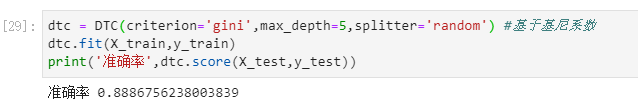 [29]: dtc = DTC(criterion='gini',max_depth=5,splitter='random') #基于基尼系数
dtc.fit(X_train,y_train)
print('准确率',dtc.score(X_test,y_test))
准确率 0.8886756238003839